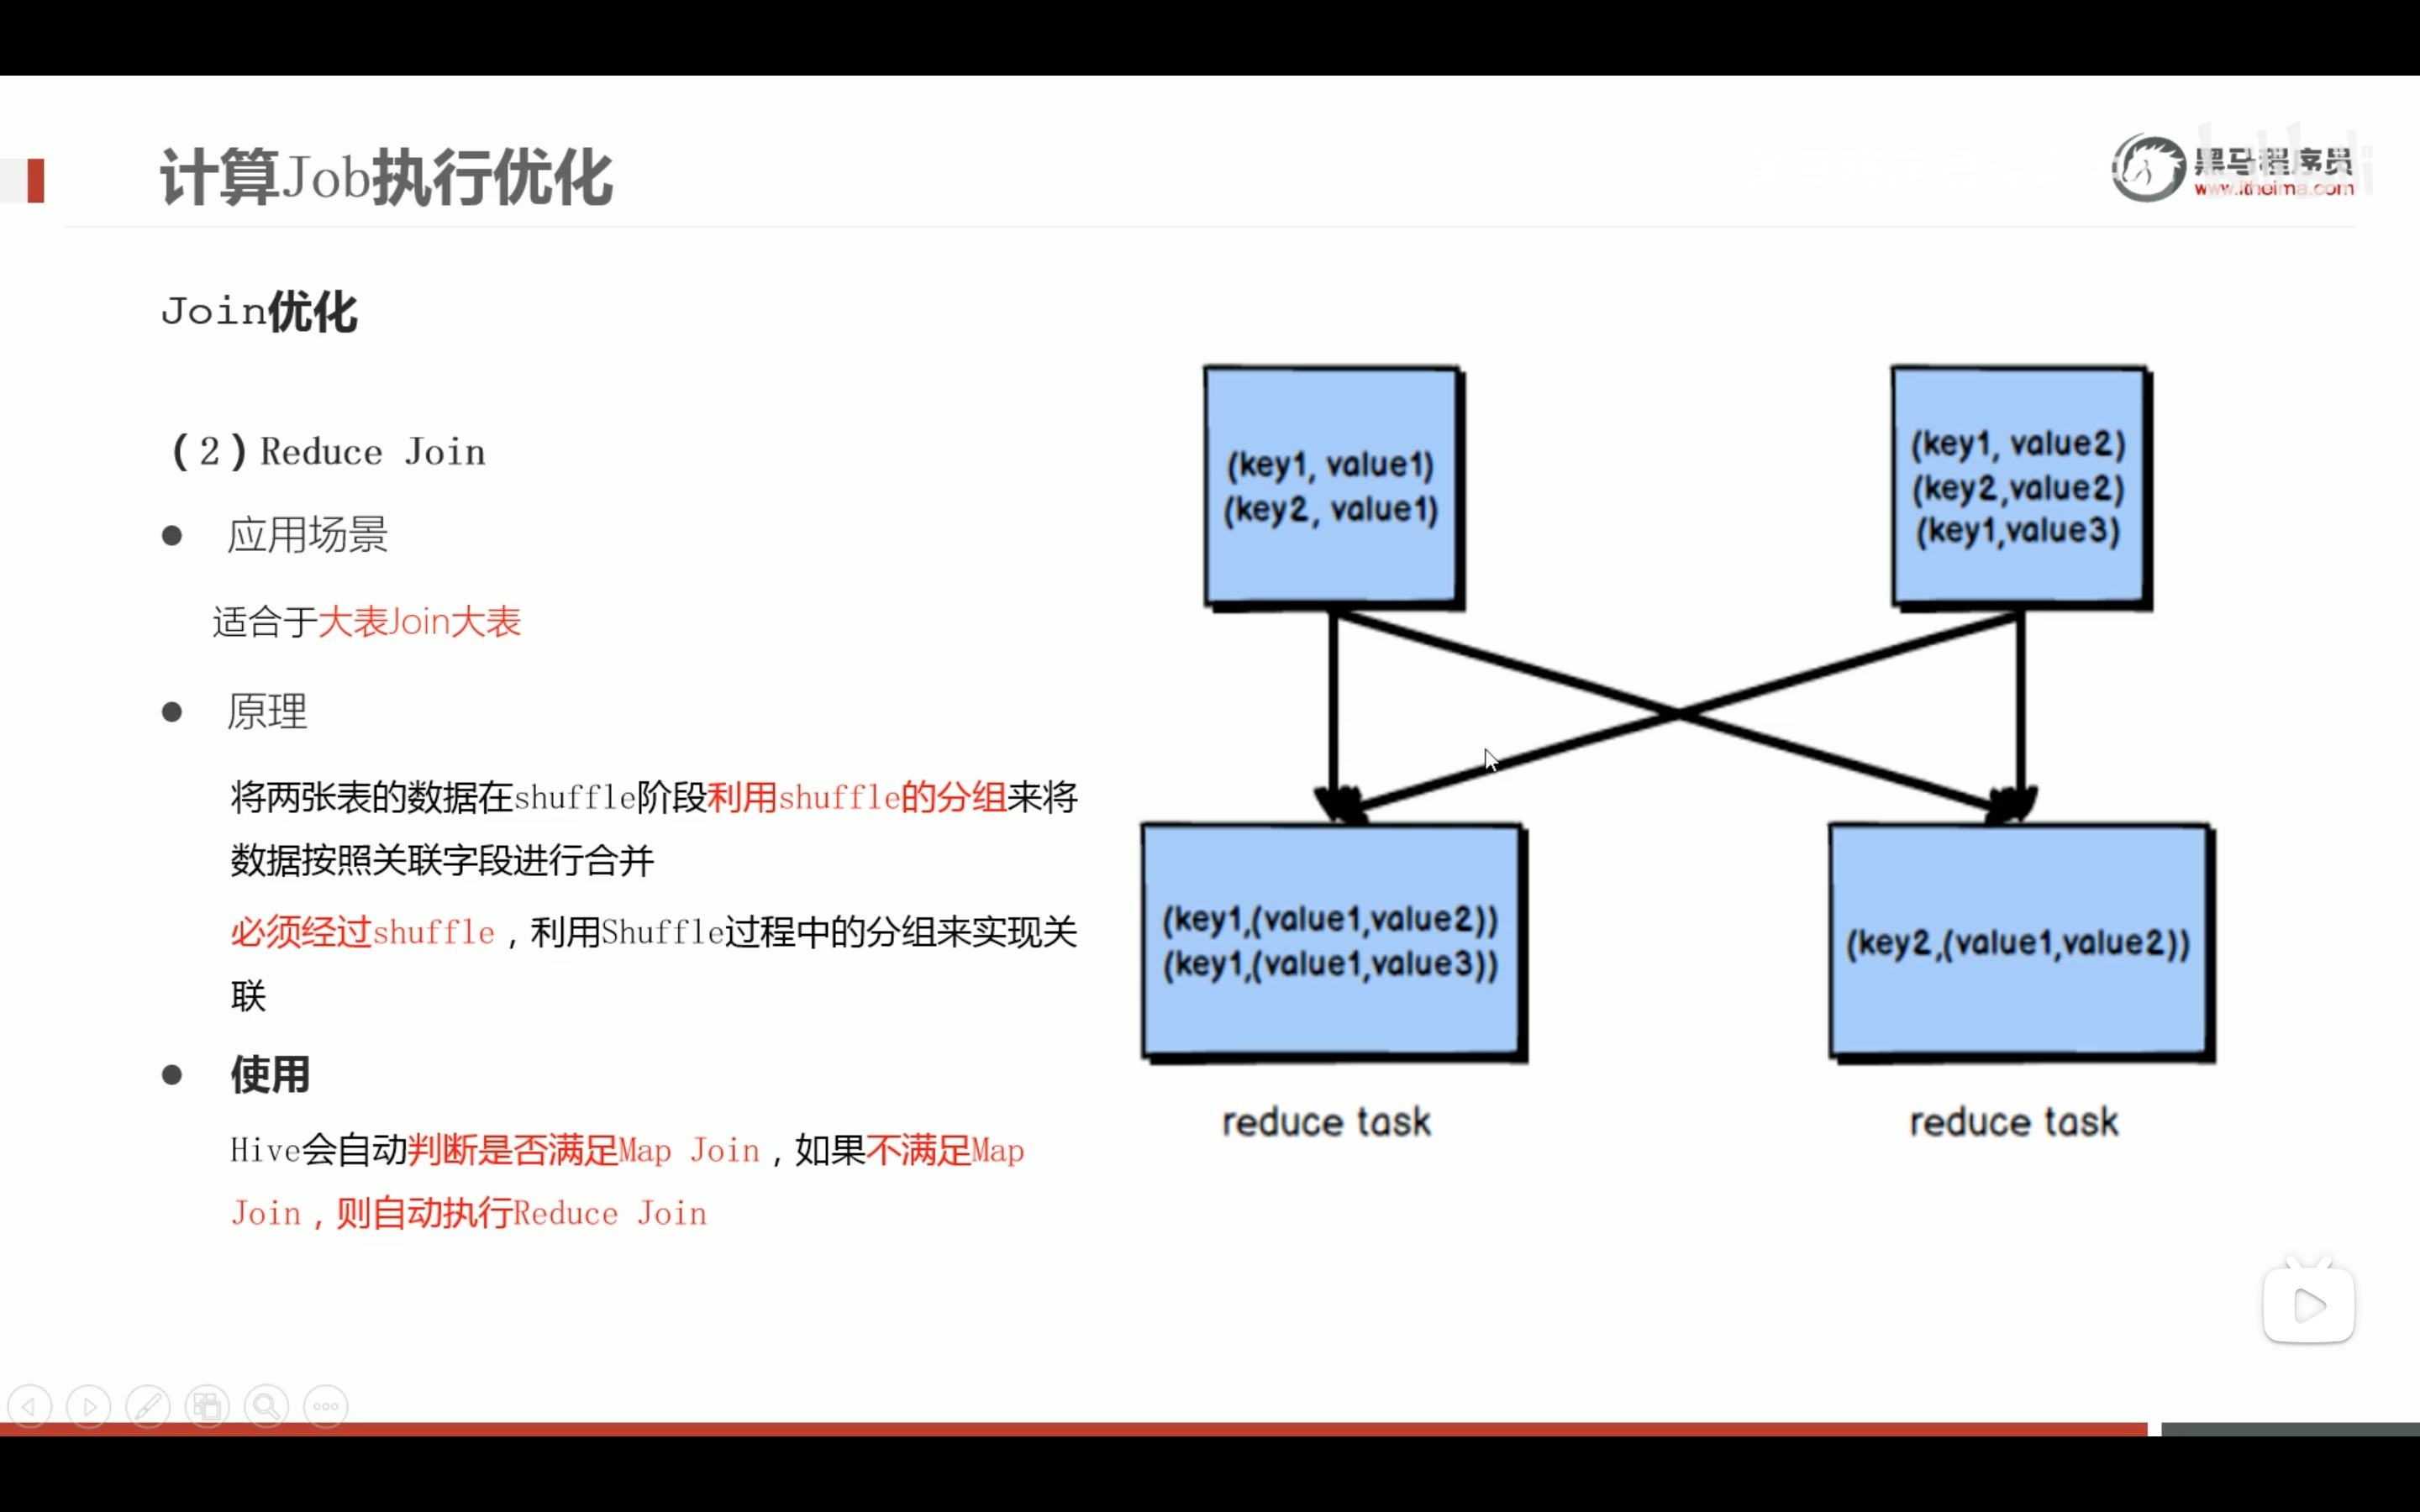 计算Job执行优化
黑马程序员
www.itheima.com
Join优化
（2）Reduce Join
应用场景
适合于大表Join大表
原理
将两张表的数据在shuffle阶段利用shuffle的分组来将
数据按照关联字段进行合并
必须经过shuffle，利用Shuffle过程中的分组来实现关
联
使用
Hive会自动判断是否满足Map Join，如果不满足Map
Join，则自动执行Reduce Join
(key1, value1)
(key2, value1)
(key1, value2)
(key2,value2)
(key1,value3)
(key1,(value1,value2))
(key1,(value1,value3))
reduce task
(key2,(value1,value2))
reduce task